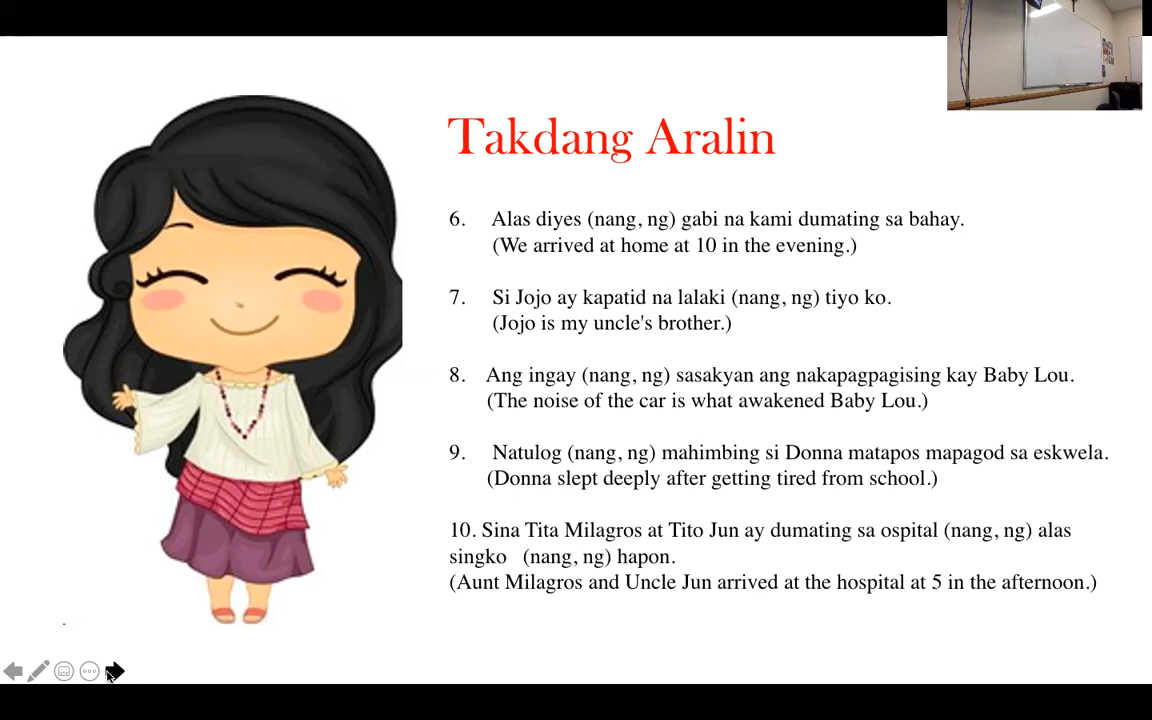 Takdang Aralin
6. Alas diyes (nang, ng) gabi na kami dumating sa bahay.
(We arrived at home at 10 in the evening.)
7. Si Jojo ay kapatid na lalaki (nang, ng) tiyo ko.
(Jojo is my uncle's brother.)
8. Ang ingay (nang, ng) sasakyan ang nakapagpagising kay Baby Lou.
(The noise of the car is what awakened Baby Lou.)
9. Natulog (nang, ng) mahimbing si Donna matapos mapagod sa eskwela.
(Donna slept deeply after getting tired from school.)
10. Sina Tita Milagros at Tito Jun ay dumating sa ospital (nang, ng) alas
singko (nang, ng) hapon.
(Aunt Milagros and Uncle Jun arrived at the hospital at 5 in the afternoon.)